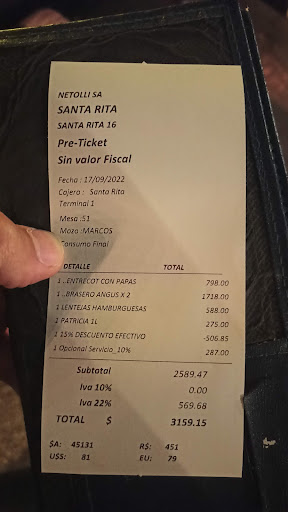 NETOLLI SA
SANTA RITA
SANTA RITA 16
Pre-Ticket
Sin valor Fiscal
Fecha : 17/09/2022
Cajero : Santa Rita
Terminal 1
Mesa :51
Mozo :MARCOS
Consumo Final
DETALLE TOTAL
1 . ENTRECOT CON PAPAS 798.00
1 . BRASERO ANGUS X 2 1718.00
1 LENTEJAS HAMBURGUESAS 588.00
1 PATRICIA 1L 275.00
1 15% DESCUENTO EFECTIVO -506.85
1 Opcional Servicio_10% 287.00
Subtotal 2589.47
Iva 10% 0.00
Iva 22% 569.68
TOTAL $ 3159.15
$A: 45131 R$: 451
U$S: 81 EU: 79